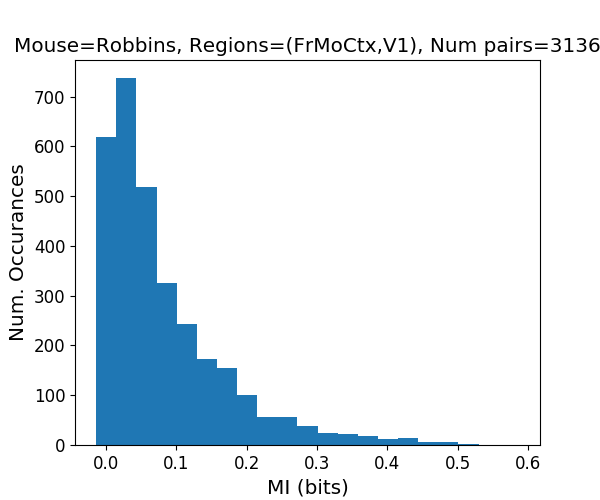 Mouse=Robbins, Regions=(FrMoCtx,V1), Num pairs=3136
Num. Occurances
700
600
500
400
300
200
100
0
0.0 0.1 0.2 0.3 0.4 0.5 0.6
MI (bits)